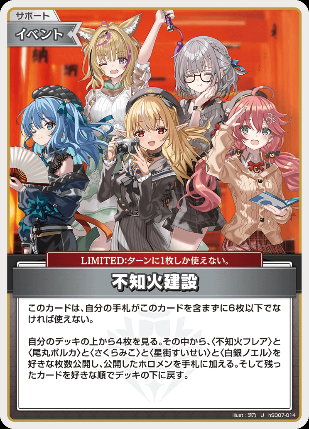 サポート
イベント
LIMITED:ターンに1枚しか使えない。
不知火建設
このカードは、自分の手札がこのカードを含まずに6枚以下でな
ければ使えない。
自分のデッキの上から4枚を見る。その中から、〈不知火フレア〉と
〈尾丸ポルカ〉と〈さくらみこ〉と〈星街すいせい〉と〈白銀ノエル〉を
好きな枚数公開し、公開したホロメンを手札に加える。そして残っ
たカードを好きな順でデッキの下に戻す。
illust:
U hSD07-014